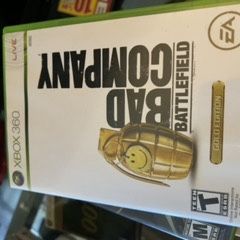 LIVE
XBOX 360
BATTLEFIELD
BAD
COMPANY
GOLD EDITION
EA
T
M